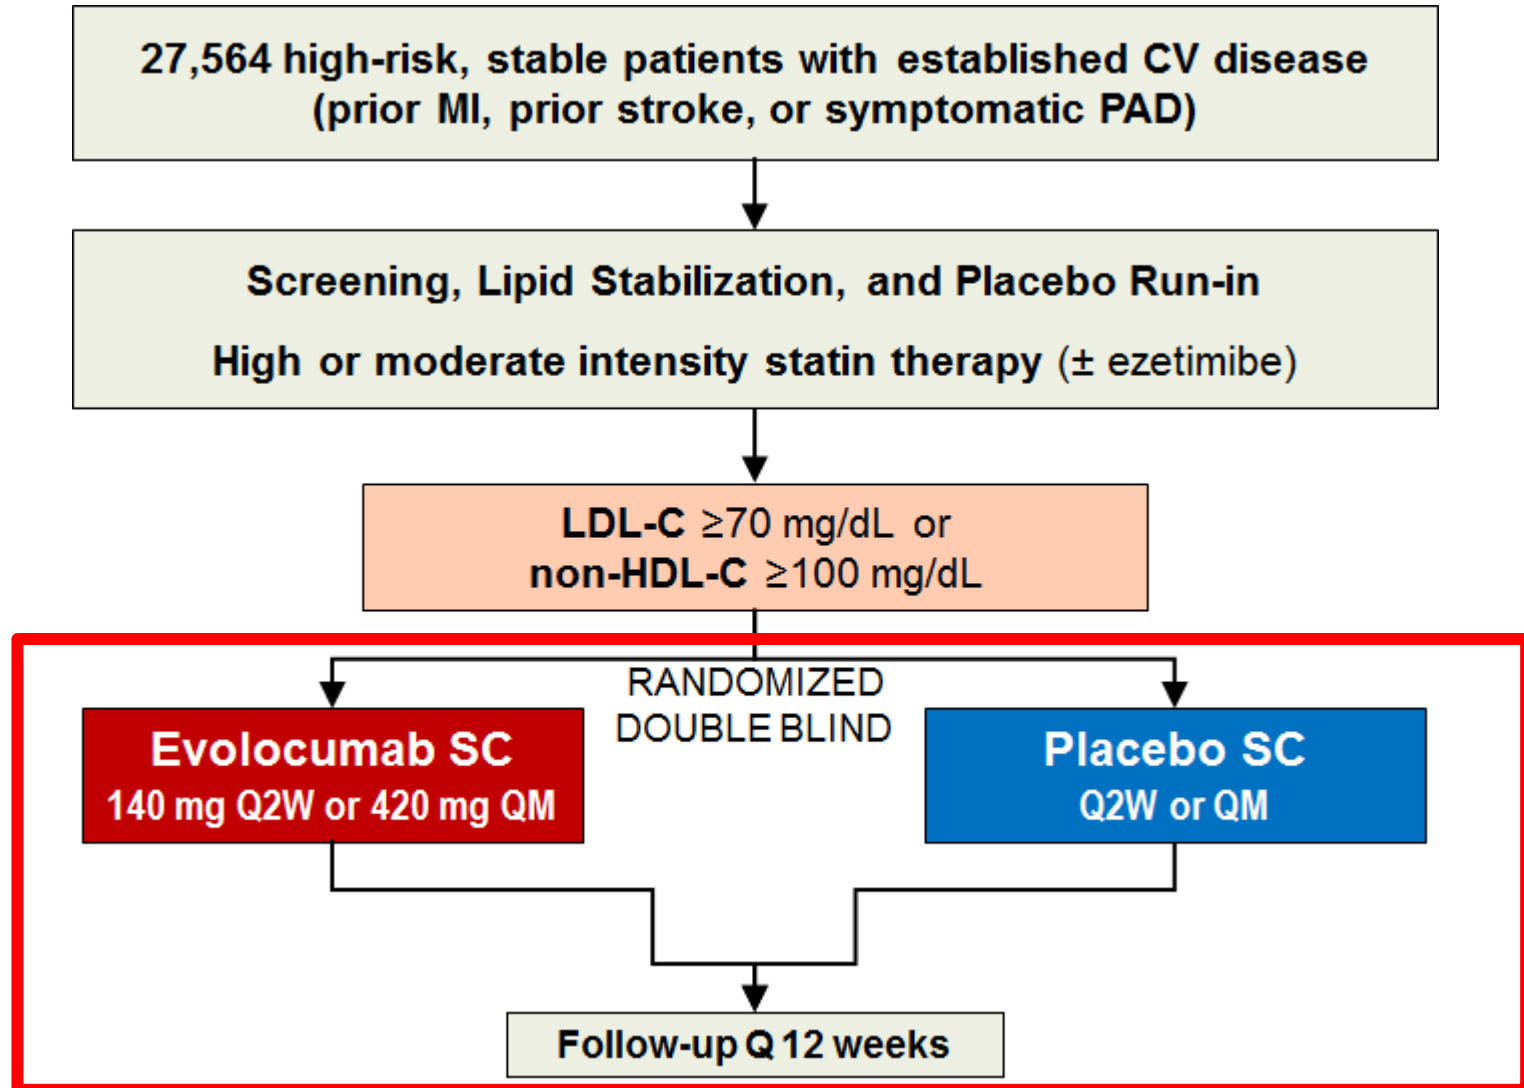 27,564 high-risk, stable patients with established CV disease
(prior MI, prior stroke, or symptomatic PAD)
Screening, Lipid Stabilization, and Placebo Run-in
High or moderate intensity statin therapy (± ezetimibe)
LDL-C ≥70 mg/dL or
non-HDL-C ≥100 mg/dL
RANDOMIZED
DOUBLE BLIND
Evolocumab SC
140 mg Q2W or 420 mg QM
Placebo SC
Q2W or QM
Follow-up Q 12 weeks